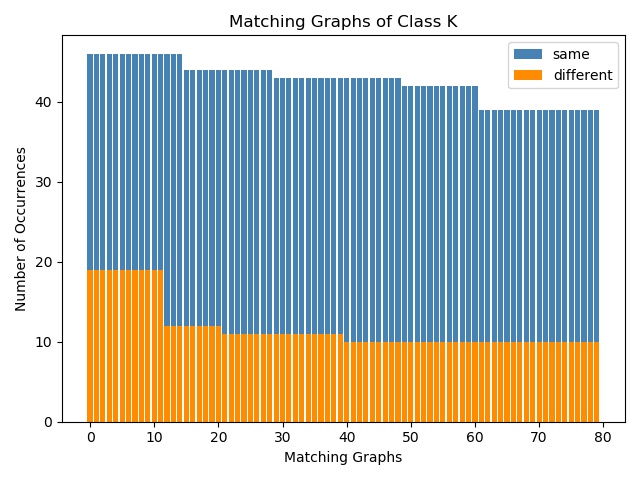 Matching Graphs of Class K
same
different
Number of Occurrences
40
30
20
10
0
0 10 20 30 40 50 60 70 80
Matching Graphs